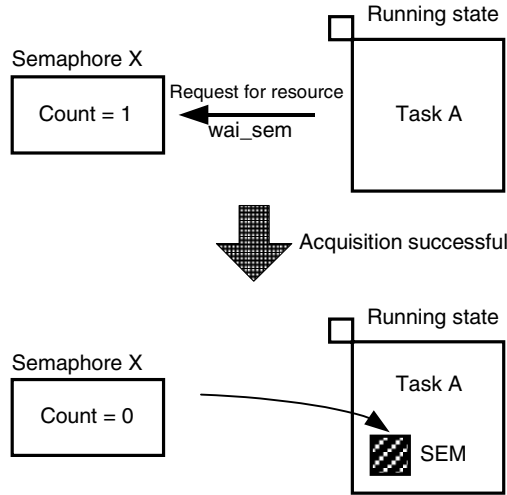 Running state
Semaphore X
Request for resource
Count = 1
Task A
wai_sem
Acquisition successful
Running state
Semaphore X
Task A
Count = 0
SEM